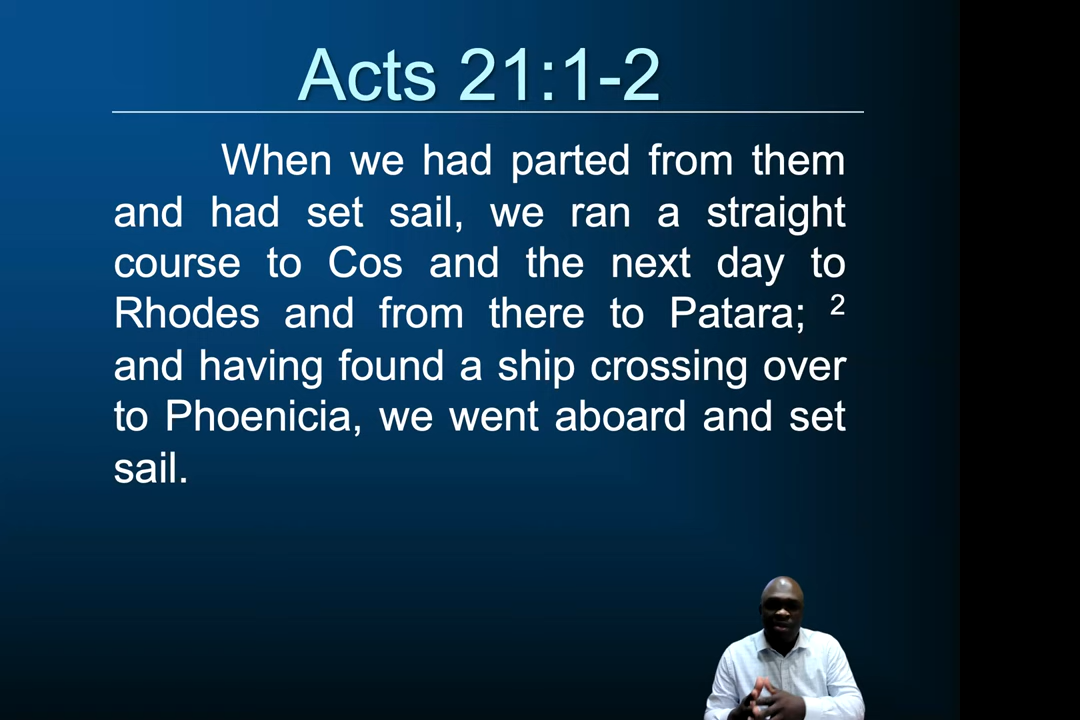 Acts 21:1-2
When we had parted from them
and had set sail, we ran a straight
course to Cos and the next day to
Rhodes and from there to Patara; 2
and having found a ship crossing over
to Phoenicia, we went aboard and set
sail.